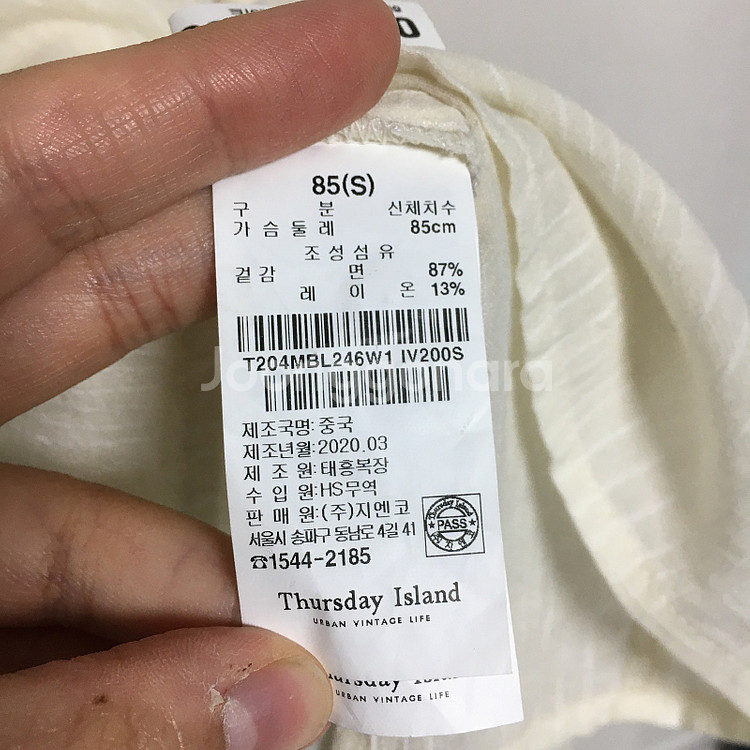 85(S)
구 분 신체치수
가슴둘레 85cm
조성섬유
겉감 면 87%
레이온 13%
T204MBL246W1 IV200S
Joonggonara
제조국명:중국
제조년월:2020.03
제 조 원:태흥복장
수 입 원:HS무역
판 매 원:(주)지엔코
서울시 송파구 동남로4길 41
☎1544-2185
Thursday Island
PASS
Thursday Island
URBAN VINTAGE LIFE
URBAN VINTAGE LIFE